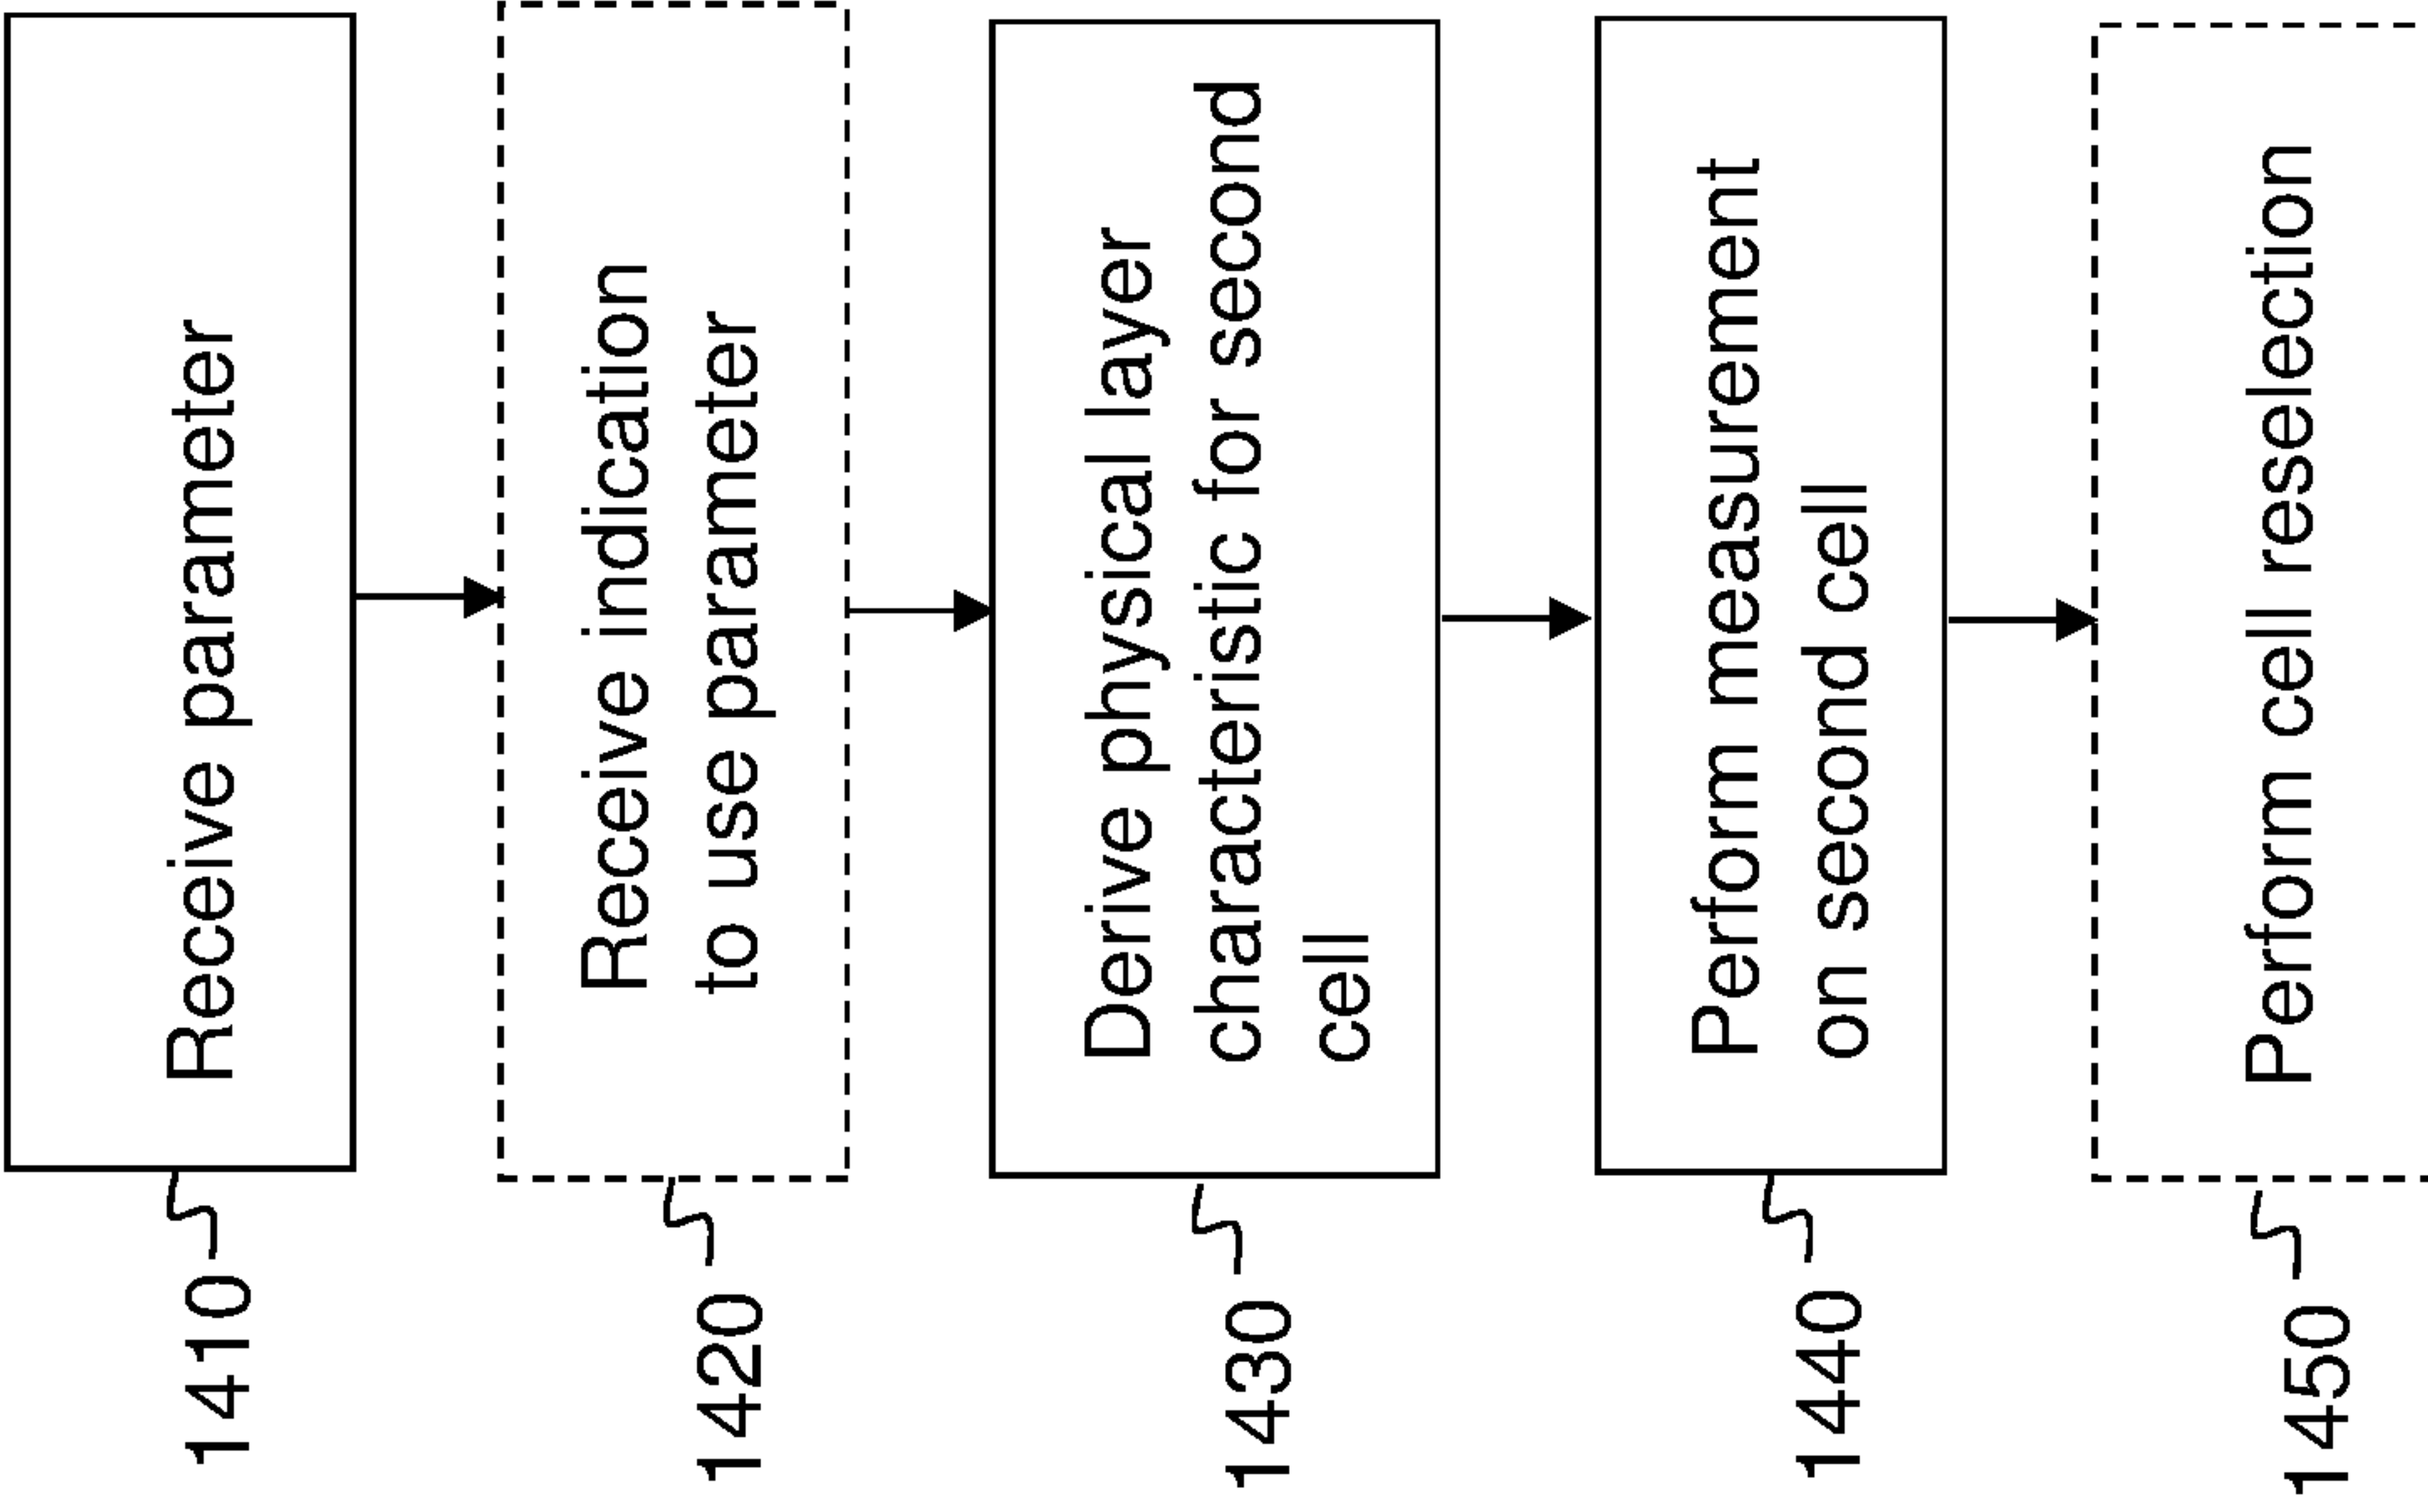 1410
Receive parameter
1420
Receive indication
to use parameter
1430
Derive physical layer
characteristic for second
cell
1440
Perform measurement
on second cell
1450
Perform cell reselection